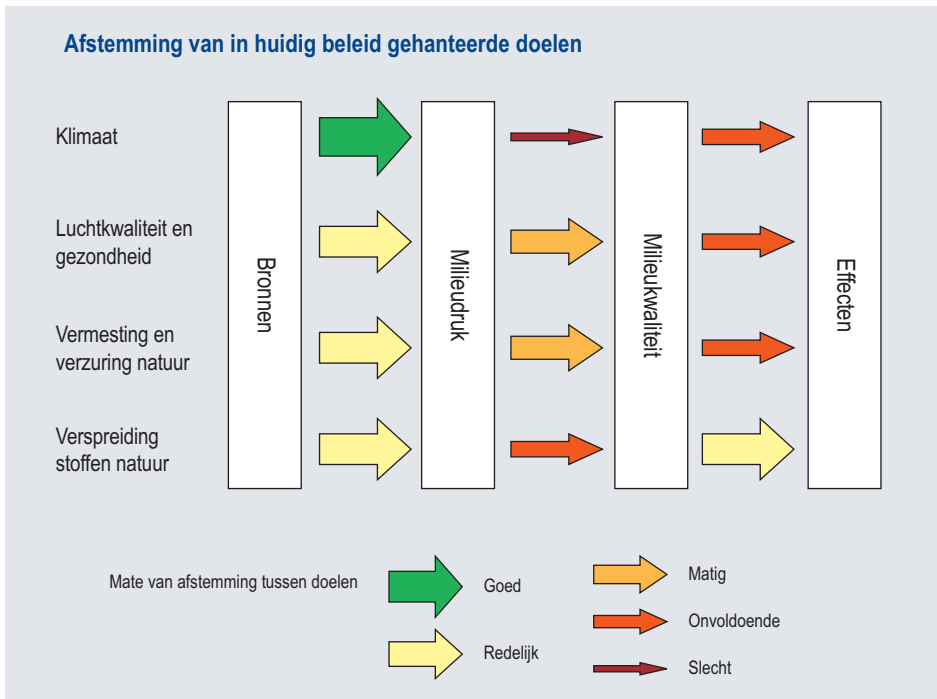 Afstemming van in huidig beleid gehanteerde doelen
Klimaat
Luchtkwaliteit en
gezondheid
Vermesting en
verzuring natuur
Verspreiding
stoffen natuur
Bronnen
Milieudruk
Milieukwaliteit
Effecten
Mate van afstemming tussen doelen
Goed
Redelijk
Matig
Onvoldoende
Slecht